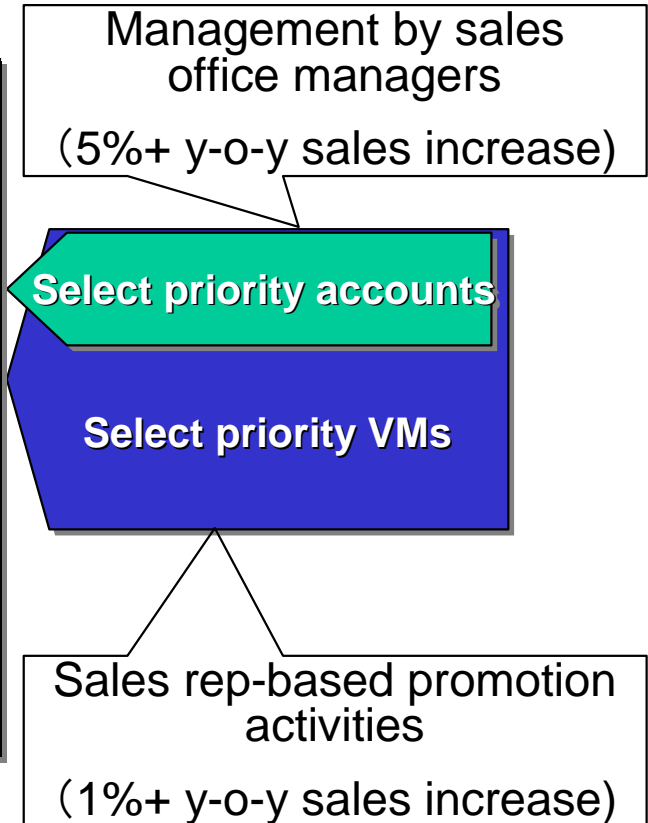 Management by sales
office managers
（5%+ y-o-y sales increase)
Select priority accounts
Select priority VMs
Sales rep-based promotion
activities
（1%+ y-o-y sales increase)